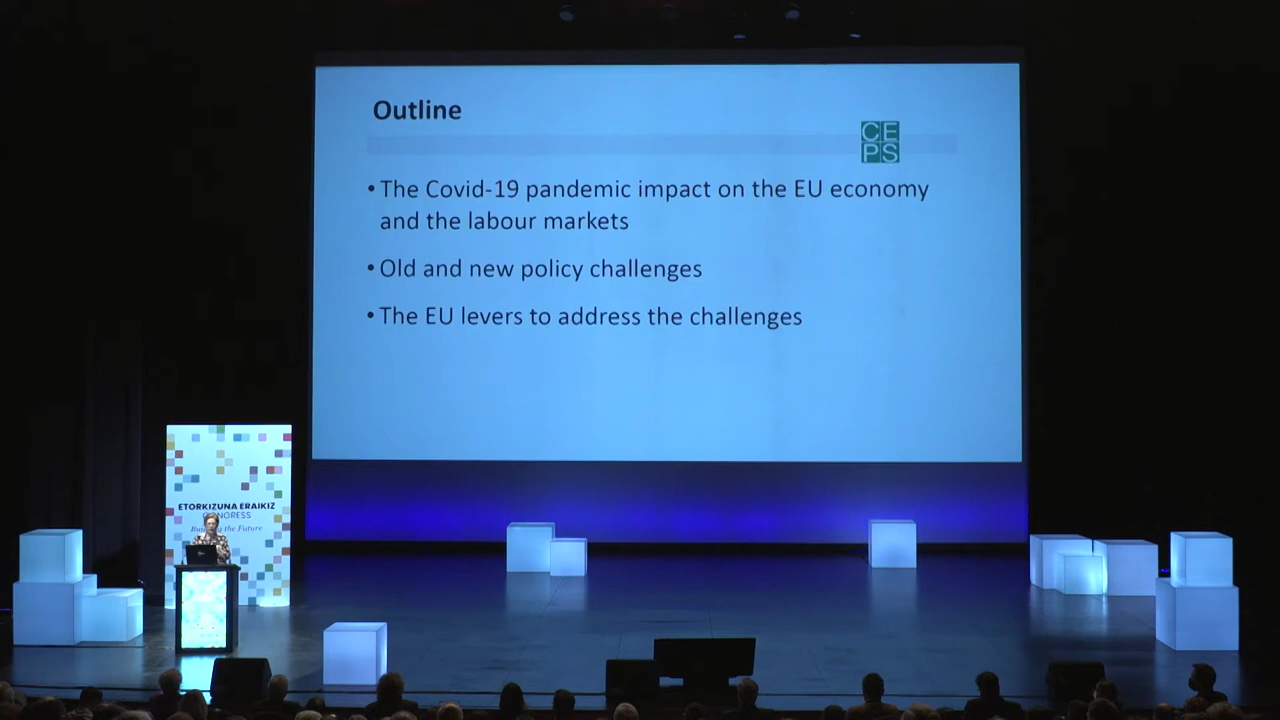 Outline
CE
PS
• The Covid-19 pandemic impact on the EU economy
and the labour markets
• Old and new policy challenges
• The EU levers to address the challenges
ETORKIZUNA ERAIKIZ
CONGRESS
the Future